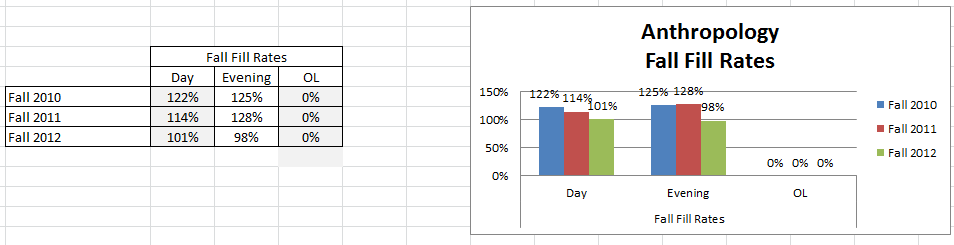 Fall Fill Rates
Day Evening OL
Fall 2010 122% 125% 0%
Fall 2011 114% 128% 0%
Fall 2012 101% 98% 0%
Anthropology
Fall Fill Rates
150%
100%
50%
0%
122% 114% 101% 125% 128% 98% 0% 0% 0%
Day Evening OL
Fall Fill Rates
Fall 2010
Fall 2011
Fall 2012